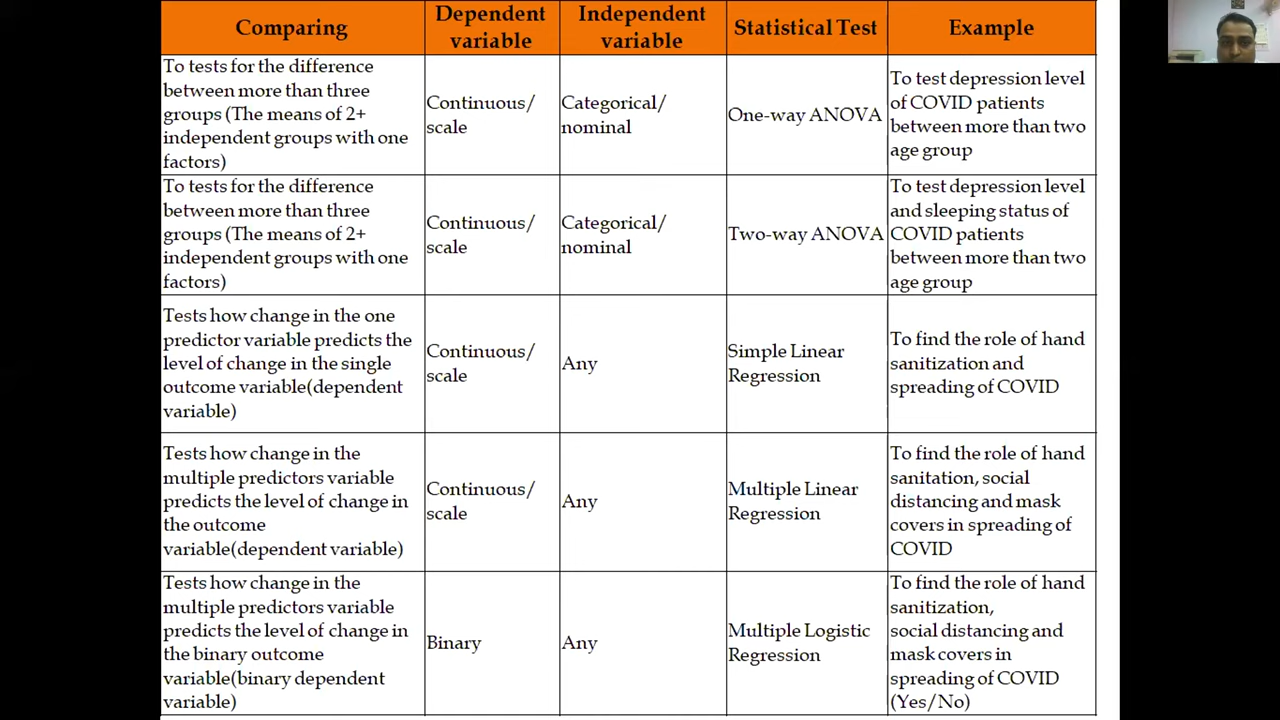 Comparing
Dependent
variable
Independent
variable
Statistical Test
Example
To tests for the difference
between more than three
groups (The means of 2+
independent groups with one
factors)
Continuous/
scale
Categorical/
nominal
One-way ANOVA
To test depression level
of COVID patients
between more than two
age group
To tests for the difference
between more than three
groups (The means of 2+
independent groups with one
factors)
Continuous/
scale
Categorical/
nominal
Two-way ANOVA
To test depression level
and sleeping status of
COVID patients
between more than two
age group
Tests how change in the one
predictor variable predicts the
level of change in the single
outcome variable(dependent
variable)
Continuous/
scale
Any
Simple Linear
Regression
To find the role of hand
sanitization and
spreading of COVID
Tests how change in the
multiple predictors variable
predicts the level of change in
the outcome
variable(dependent variable)
Continuous/
scale
Any
Multiple Linear
Regression
To find the role of hand
sanitation, social
distancing and mask
covers in spreading of
COVID
Tests how change in the
multiple predictors variable
predicts the level of change in
the binary outcome
variable(binary dependent
variable)
Binary
Any
Multiple Logistic
Regression
To find the role of hand
sanitization,
social distancing and
mask covers in
spreading of COVID
(Yes/No)